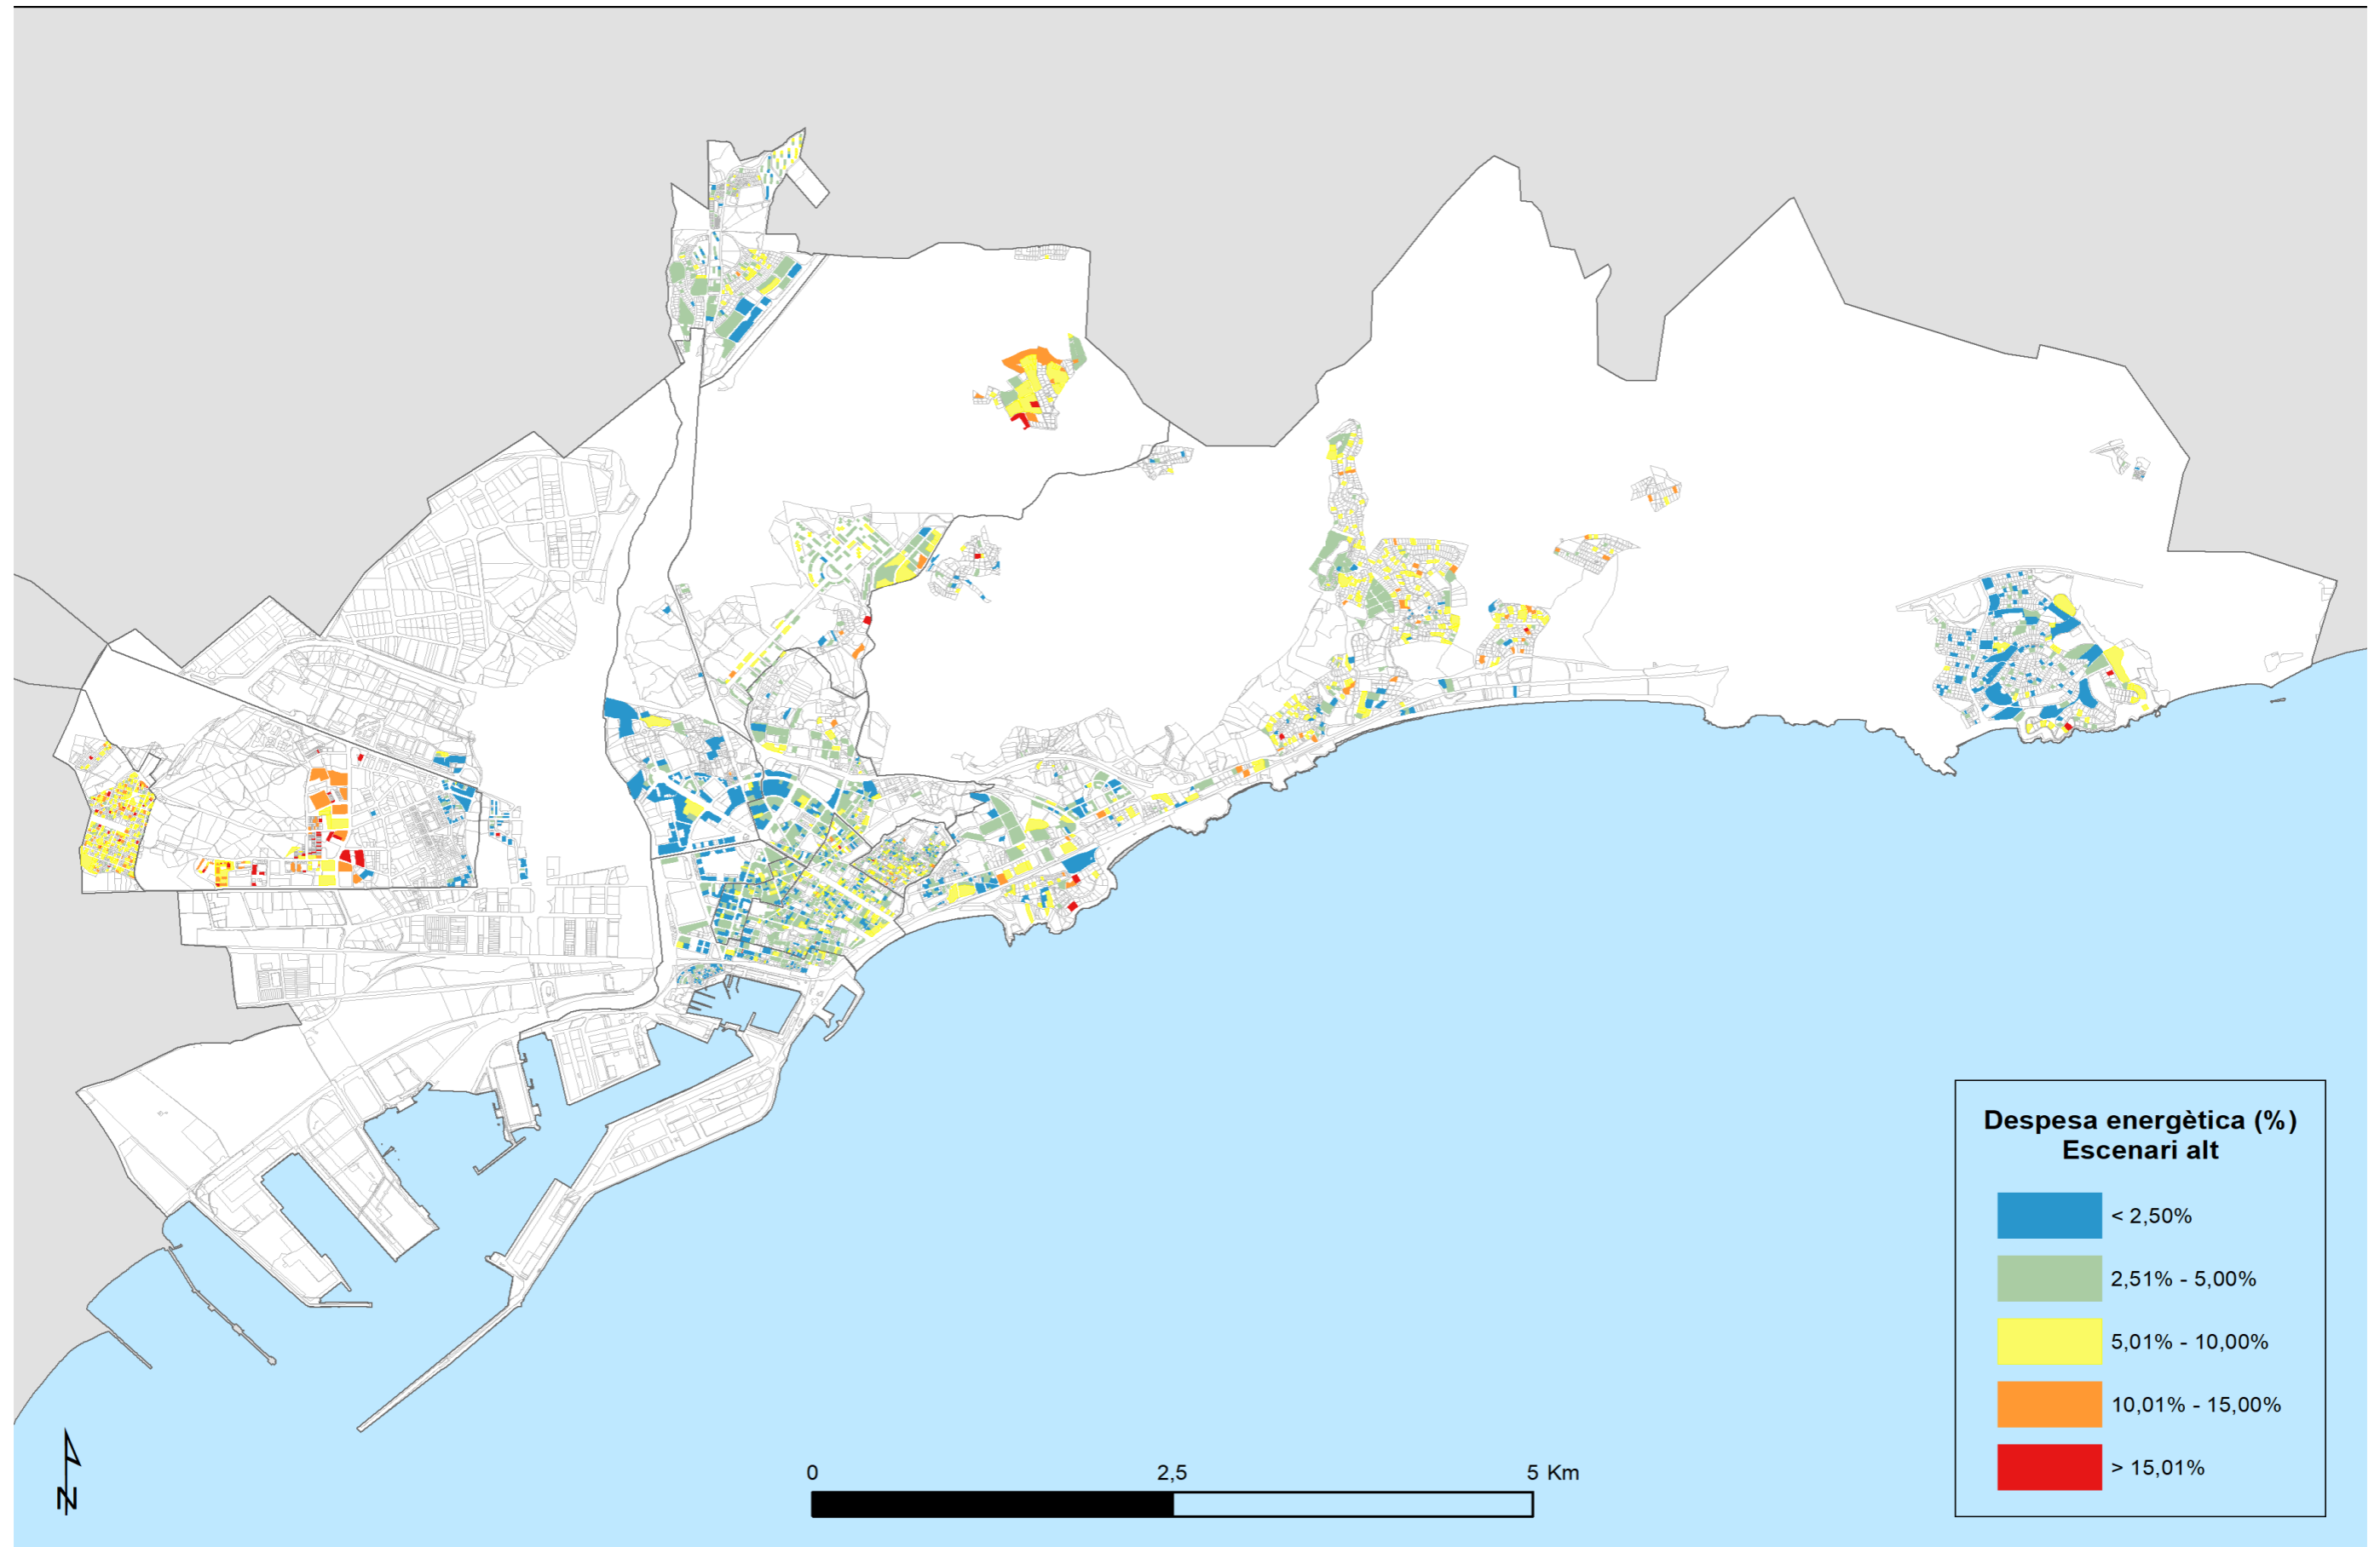 Despesa energètica (%)
Escenari alt
< 2,50%
2,51% - 5,00%
5,01% - 10,00%
10,01% - 15,00%
> 15,01%
N
0 2,5 5 Km